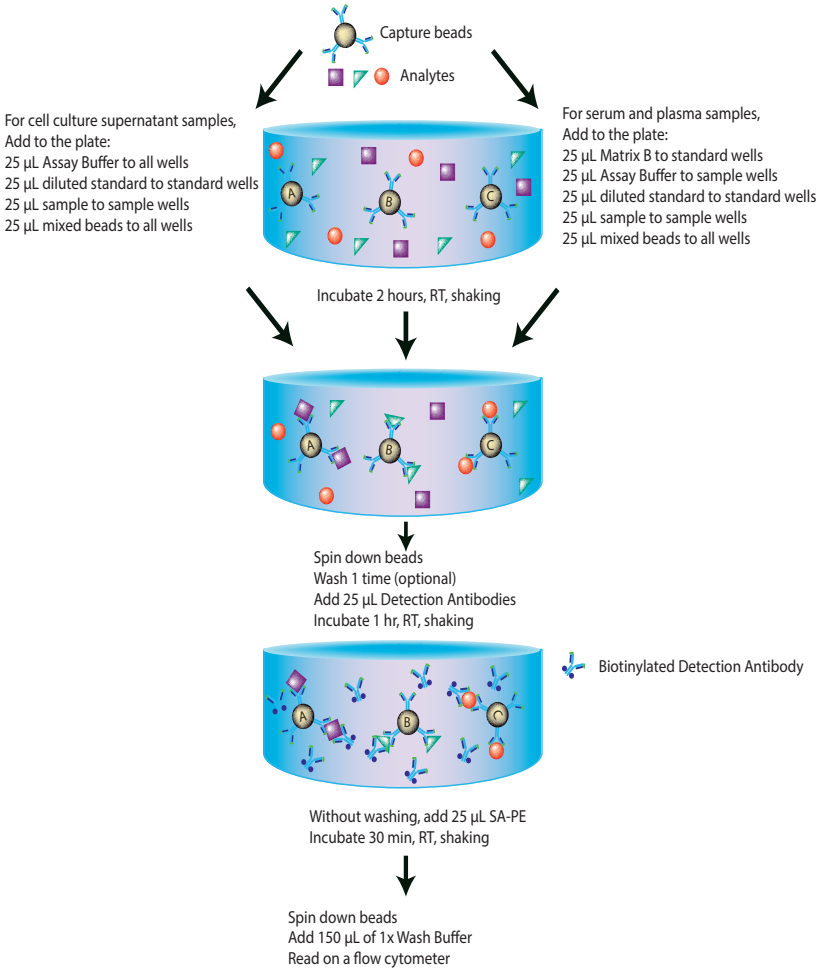 Capture beads
Analytes
For cell culture supernatant samples,
Add to the plate:
25 µL Assay Buffer to all wells
25 µL diluted standard to standard wells
25 µL sample to sample wells
25 µL mixed beads to all wells
For serum and plasma samples,
Add to the plate:
25 µL Matrix B to standard wells
25 µL Assay Buffer to sample wells
25 µL diluted standard to standard wells
25 µL sample to sample wells
25 µL mixed beads to all wells
A
B
C
Incubate 2 hours, RT, shaking
A
B
C
Spin down beads
Wash 1 time (optional)
Add 25 µL Detection Antibodies
Incubate 1 hr, RT, shaking
Biotinylated Detection Antibody
A
B
C
Without washing, add 25 µL SA-PE
Incubate 30 min, RT, shaking
Spin down beads
Add 150 µL of 1x Wash Buffer
Read on a flow cytometer